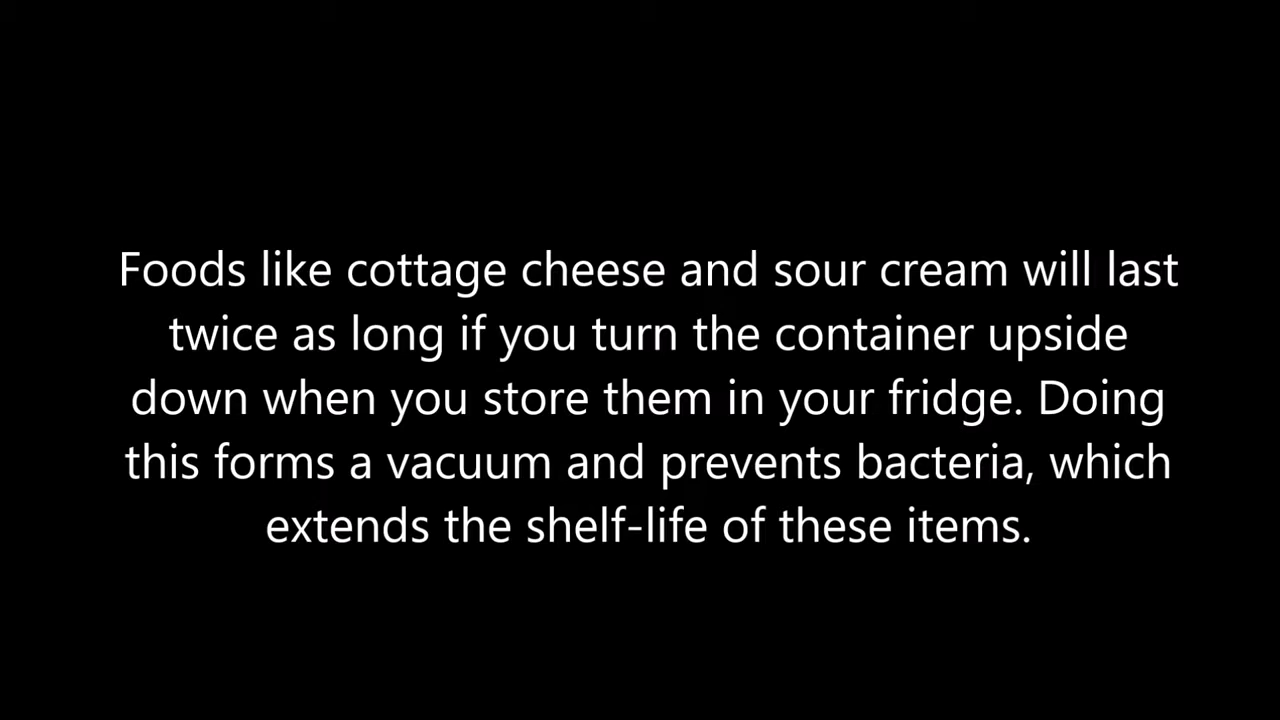 Foods like cottage cheese and sour cream will last
twice as long if you turn the container upside
down when you store them in your fridge. Doing
this forms a vacuum and prevents bacteria, which
extends the shelf-life of these items.